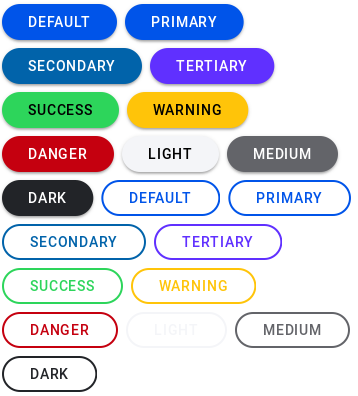 DEFAULT PRIMARY
SECONDARY TERTIARY
SUCCESS WARNING
DANGER LIGHT MEDIUM
DARK DEFAULT PRIMARY
SECONDARY TERTIARY
SUCCESS WARNING
DANGER LIGHT MEDIUM
DARK